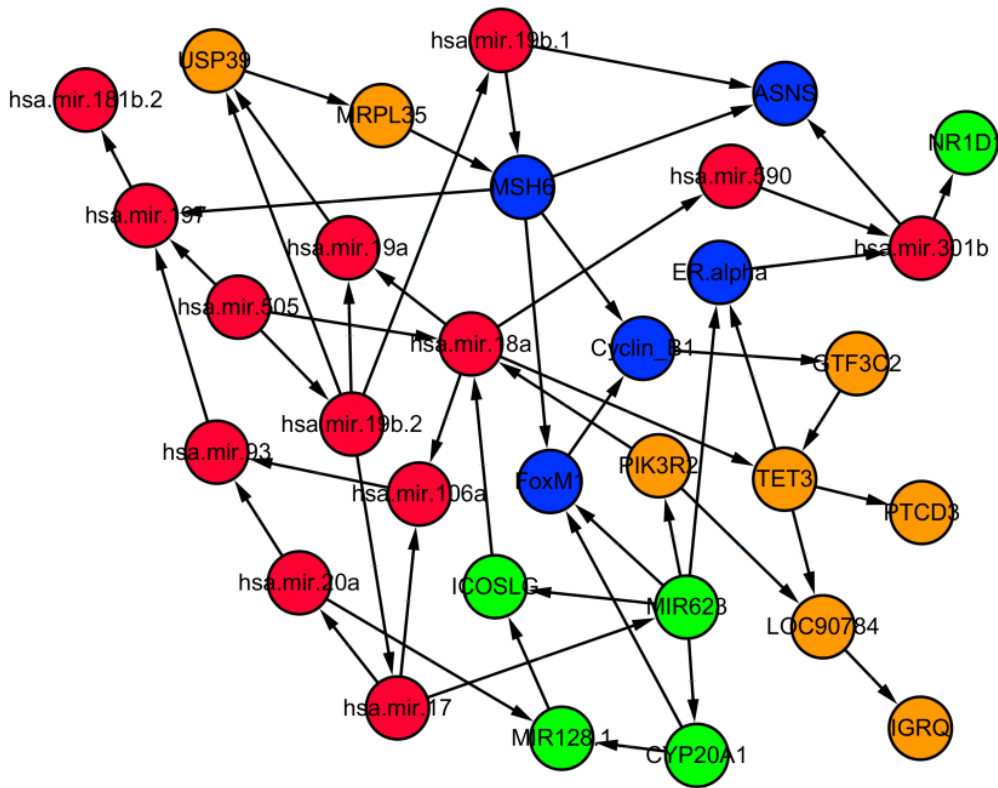 hsa.mir.19b.1
USP39
hsa.mir.181b.2
ASNS
MRPL35
NR1D1
hsa.mir.590
MSH6
hsa.mir.197
hsa.mir.19a
hsa.mir.301b
ER.alpha
hsa.mir.505
hsa.mir.18a
Cyclin_B1
GTF3C2
hsa.mir.19b.2
hsa.mir.93
PIK3R2
TET3
FoxM1
hsa.mir.106a
PTCD3
hsa.mir.20a
ICOSLG
MIR623
LOC90784
hsa.mir.17
MIR128.1
IGRQ
CYP20A1